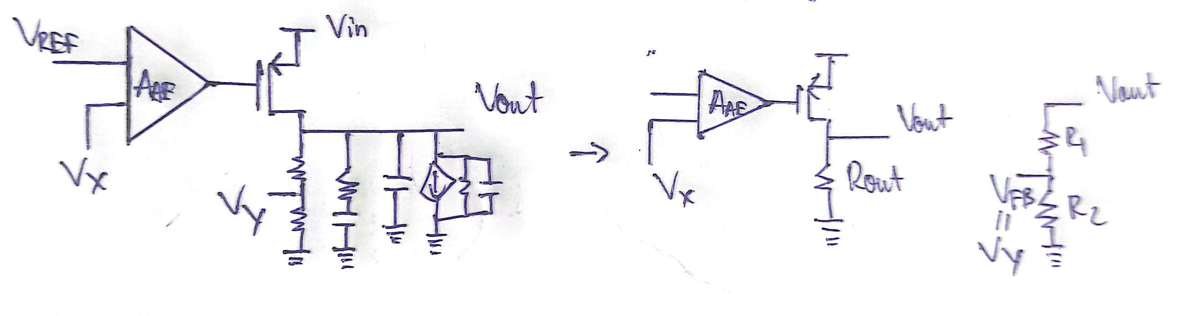 VREF
AAE
Vin
Vout
Vx
Vy
AAE
Vout
Rout
Vx
Vout
R1
VFB
R2
Vy